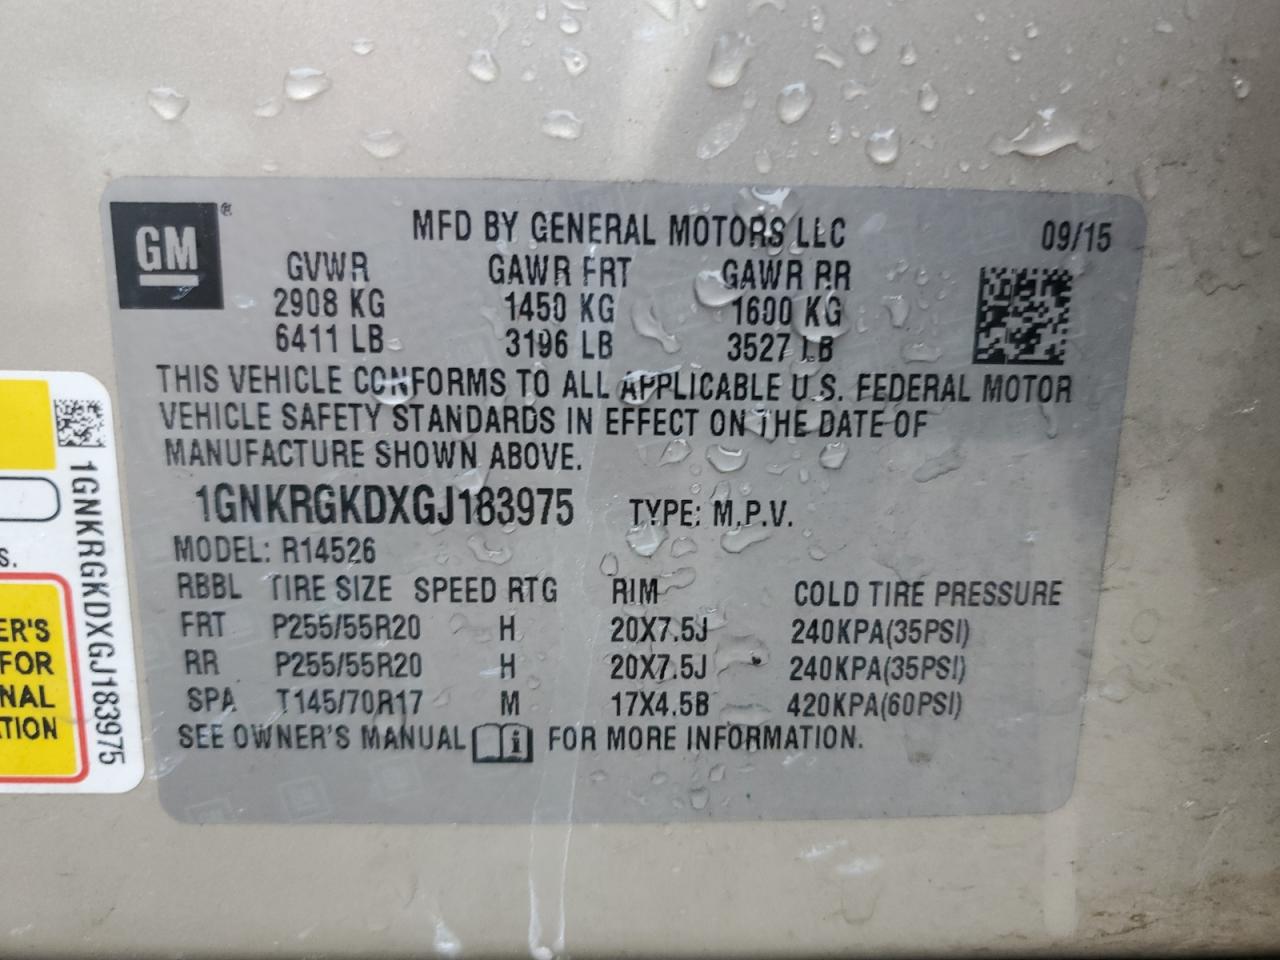 GM®
MFD BY GENERAL MOTORS LLC 09/15
GVWR GAWR FRT GAWR RR
2908 KG 1450 KG 1600 KG
6411 LB 3196 LB 3527 LB
THIS VEHICLE CONFORMS TO ALL APPLICABLE U.S. FEDERAL MOTOR
VEHICLE SAFETY STANDARDS IN EFFECT ON THE DATE OF
MANUFACTURE SHOWN ABOVE.
1GNKRGKDXGJ183975 TYPE: M.P.V.
MODEL: R14526
RBBL TIRE SIZE SPEED RTG RIM COLD TIRE PRESSURE
FRT P255/55R20 H 20X7.5J 240KPA(35PSI)
RR P255/55R20 H 20X7.5J 240KPA(35PSI)
SPA T145/70R17 M 17X4.5B 420KPA(60PSI)
SEE OWNER'S MANUAL i FOR MORE INFORMATION.
1GNKRGKDXGJ183975
S.
ER'S
FOR
NAL
TION